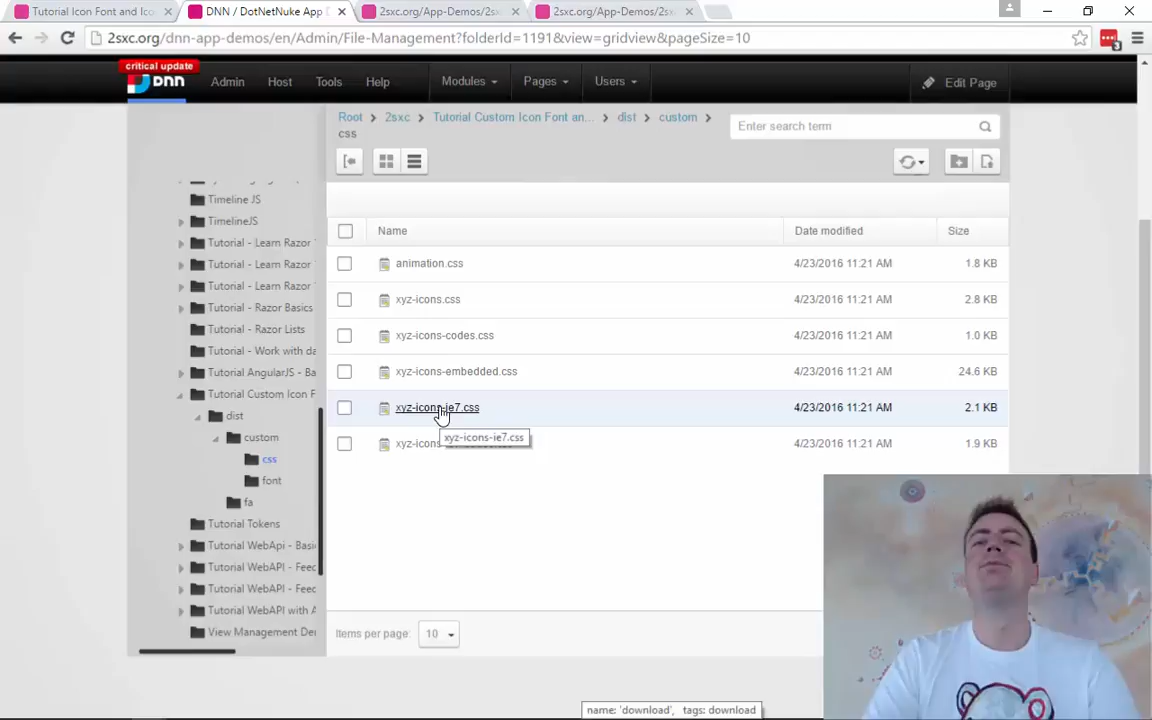 Tutorial Icon Font and Ico
DNN / DotNetNuke App D
2sxc.org/App-Demos/2sx
2sxc.org/App-Demos/2sx
2sxc.org/dnn-app-demos/en/Admin/File-Management?folderId=1191&view=gridview&pageSize=10
3
critical update
DNN
Admin
Host
Tools
Help
Modules
Pages
Users
Edit Page
Root
2sxc
Tutorial Custom Icon Font an...
dist
custom
css
Enter search term
Timeline JS
TimelineJS
Tutorial - Learn Razor
Tutorial - Learn Razor
Tutorial - Learn Razor
Tutorial - Razor Basics
Tutorial - Razor Lists
Tutorial - Work with da
Tutorial AngularJS - Ba
Tutorial Custom Icon F
dist
custom
css
font
fa
Tutorial Tokens
Tutorial WebApi - Basi
Tutorial WebAPI - Feed
Tutorial WebAPI - Feed
Tutorial WebAPI with A
View Management Der
Name Date modified Size
animation.css 4/23/2016 11:21 AM 1.8 KB
xyz-icons.css 4/23/2016 11:21 AM 2.8 KB
xyz-icons-codes.css 4/23/2016 11:21 AM 1.0 KB
xyz-icons-embedded.css 4/23/2016 11:21 AM 24.6 KB
xyz-icons-ie7.css 4/23/2016 11:21 AM 2.1 KB
xyz-icons-ie7.css
xyz-icons 4/23/2016 11:21 AM 1.9 KB
Items per page: 10
name: 'download', tags: download